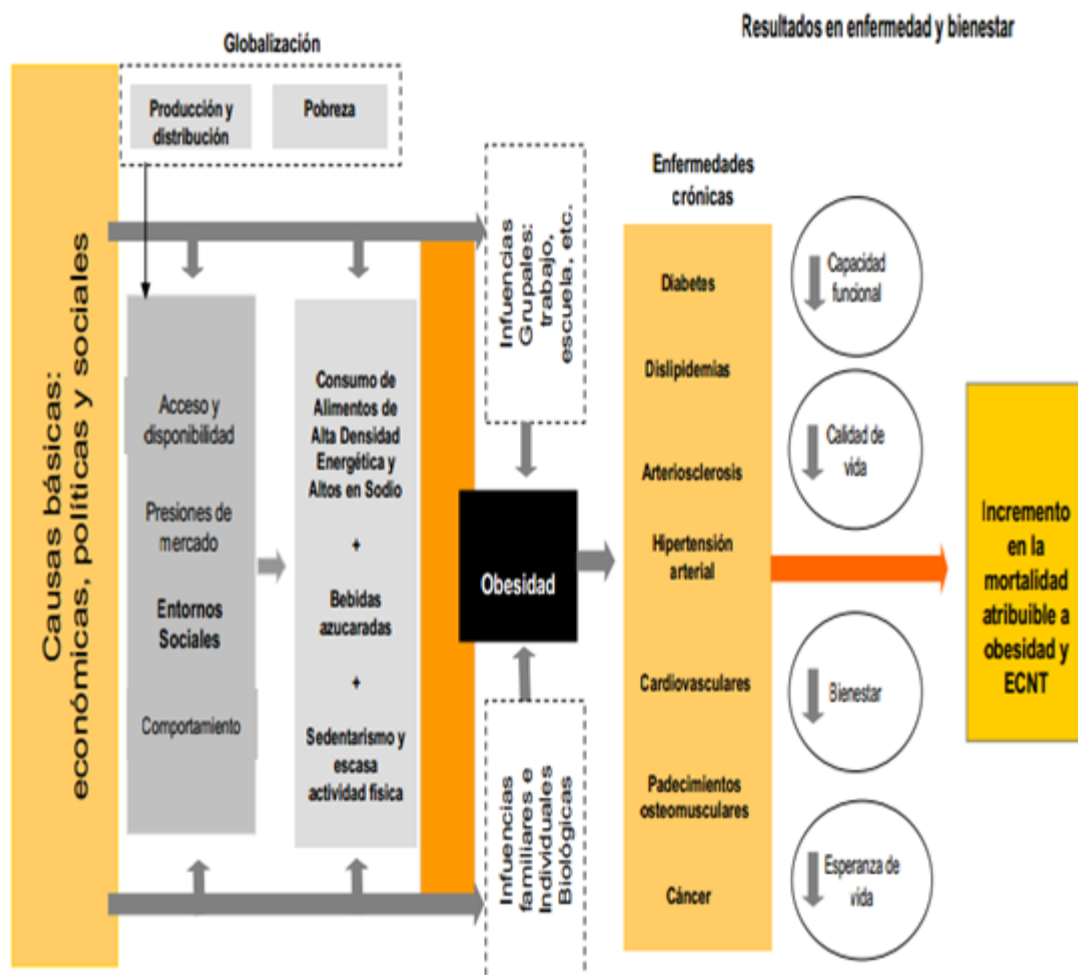 Resultados en enfermedad y bienestar
Globalización
Producción y
distribución
Pobreza
Causas básicas:
económicas, políticas y sociales
Acceso y
disponibilidad
Presiones de
mercado
Entornos
Sociales
Comportamiento
Consumo de
Alimentos de
Alta Densidad
Energética y
Altos en Sodio
+
Bebidas
azucaradas
+
Sedentarismo y
escasa
actividad física
Infuencias
Grupales:
trabajo,
escuela, etc.
Obesidad
Infuencias
familiares e
Individuales
Biológicas
Enfermedades
crónicas
Diabetes
Dislipidemias
Arteriosclerosis
Hipertensión
arterial
Cardiovasculares
Padecimientos
osteomusculares
Cáncer
Capacidad
funcional
Calidad de
vida
Bienestar
Esperanza de
vida
Incremento
en la
mortalidad
atribuible a
obesidad y
ECNT